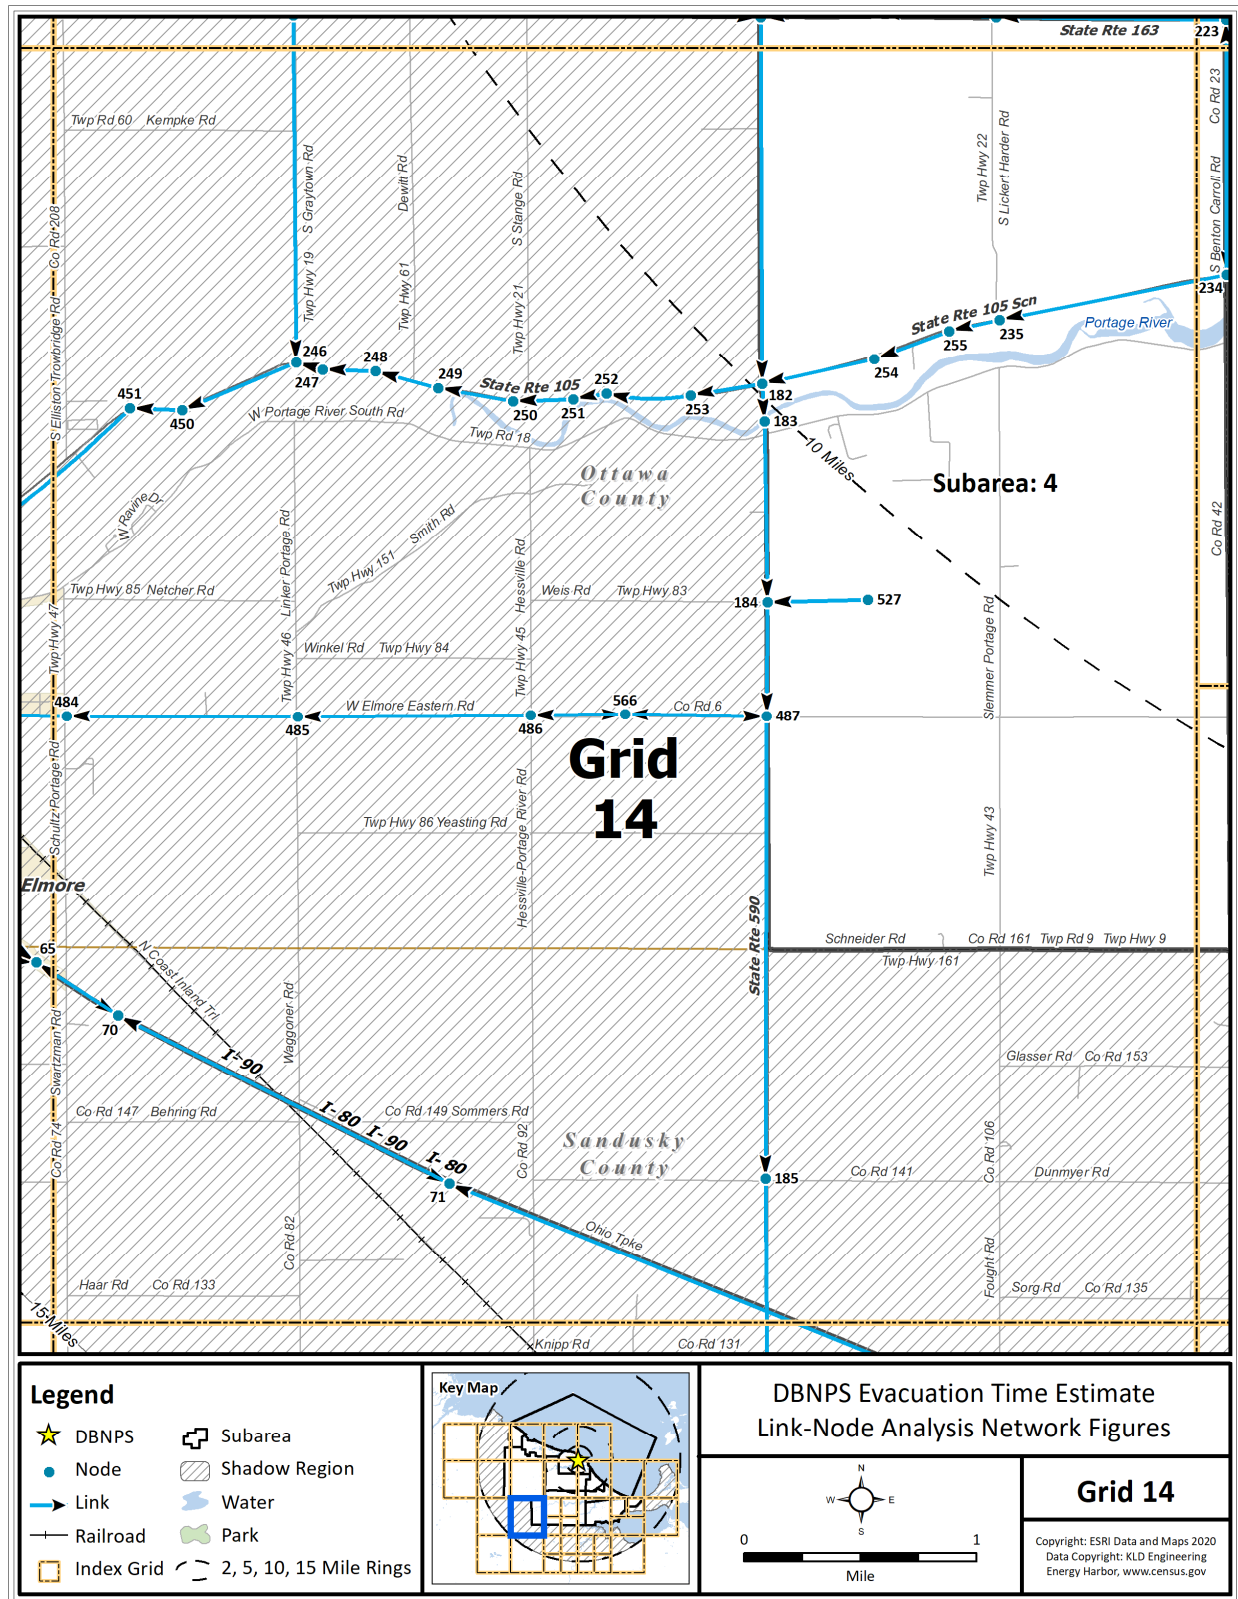 State Rte 163
223
Co Rd 23
Twp Rd 60 Kempke Rd
S Graytown Rd
Twp Hwy 19
Dewitt Rd
Twp Hwy 61
S Stange Rd
Twp Hwy 21
Twp Hwy 22
S Lickert Harder Rd
S Benton Carroll Rd
Co Rd 208
S Elliston Trowbridge Rd
234
State Rte 105 Scn
Portage River
235
255
254
246
247
248
249
State Rte 105
252
250
251
253
182
183
451
450
W Portage River South Rd
Twp Rd 18
10 Miles
Ottawa
County
Subarea: 4
Co Rd 42
W Ravine Dr
Linker Portage Rd
Twp Hwy 46
Twp Hwy 151 Smith Rd
Hessville Rd
Twp Hwy 45
Twp Hwy 85 Netcher Rd
Weis Rd Twp Hwy 83
184
527
Twp Hwy 47
Winkel Rd Twp Hwy 84
Slemmer Portage Rd
484
W Elmore Eastern Rd
566
Co Rd 6
485
486
487
Grid
14
Schultz Portage Rd
Hessville-Portage River Rd
Twp Hwy 86 Yeasting Rd
Twp Hwy 43
Elmore
State Rte 590
65
N Coast Inland Trl
Schneider Rd Co Rd 161 Twp Rd 9 Twp Hwy 9
Twp Hwy 161
70
Swartzman Rd
Co Rd 74
Waggoner Rd
I-90
I-80
I-90
I-80
Glasser Rd Co Rd 153
Co Rd 147 Behring Rd
Co Rd 149 Sommers Rd
Co Rd 92
Sandusky
County
Co Rd 106
71
185
Co Rd 141
Dunmyer Rd
Co Rd 82
Ohio Tpke
Fought Rd
Haar Rd Co Rd 133
Sorg Rd Co Rd 135
15 Miles
Knipp Rd
Co Rd 131
Legend
DBNPS
Node
Link
Railroad
Index Grid
Subarea
Shadow Region
Water
Park
2, 5, 10, 15 Mile Rings
Key Map
DBNPS Evacuation Time Estimate
Link-Node Analysis Network Figures
N
W
E
S
0
1
Mile
Grid 14
Copyright: ESRI Data and Maps 2020
Data Copyright: KLD Engineering
Energy Harbor, www.census.gov